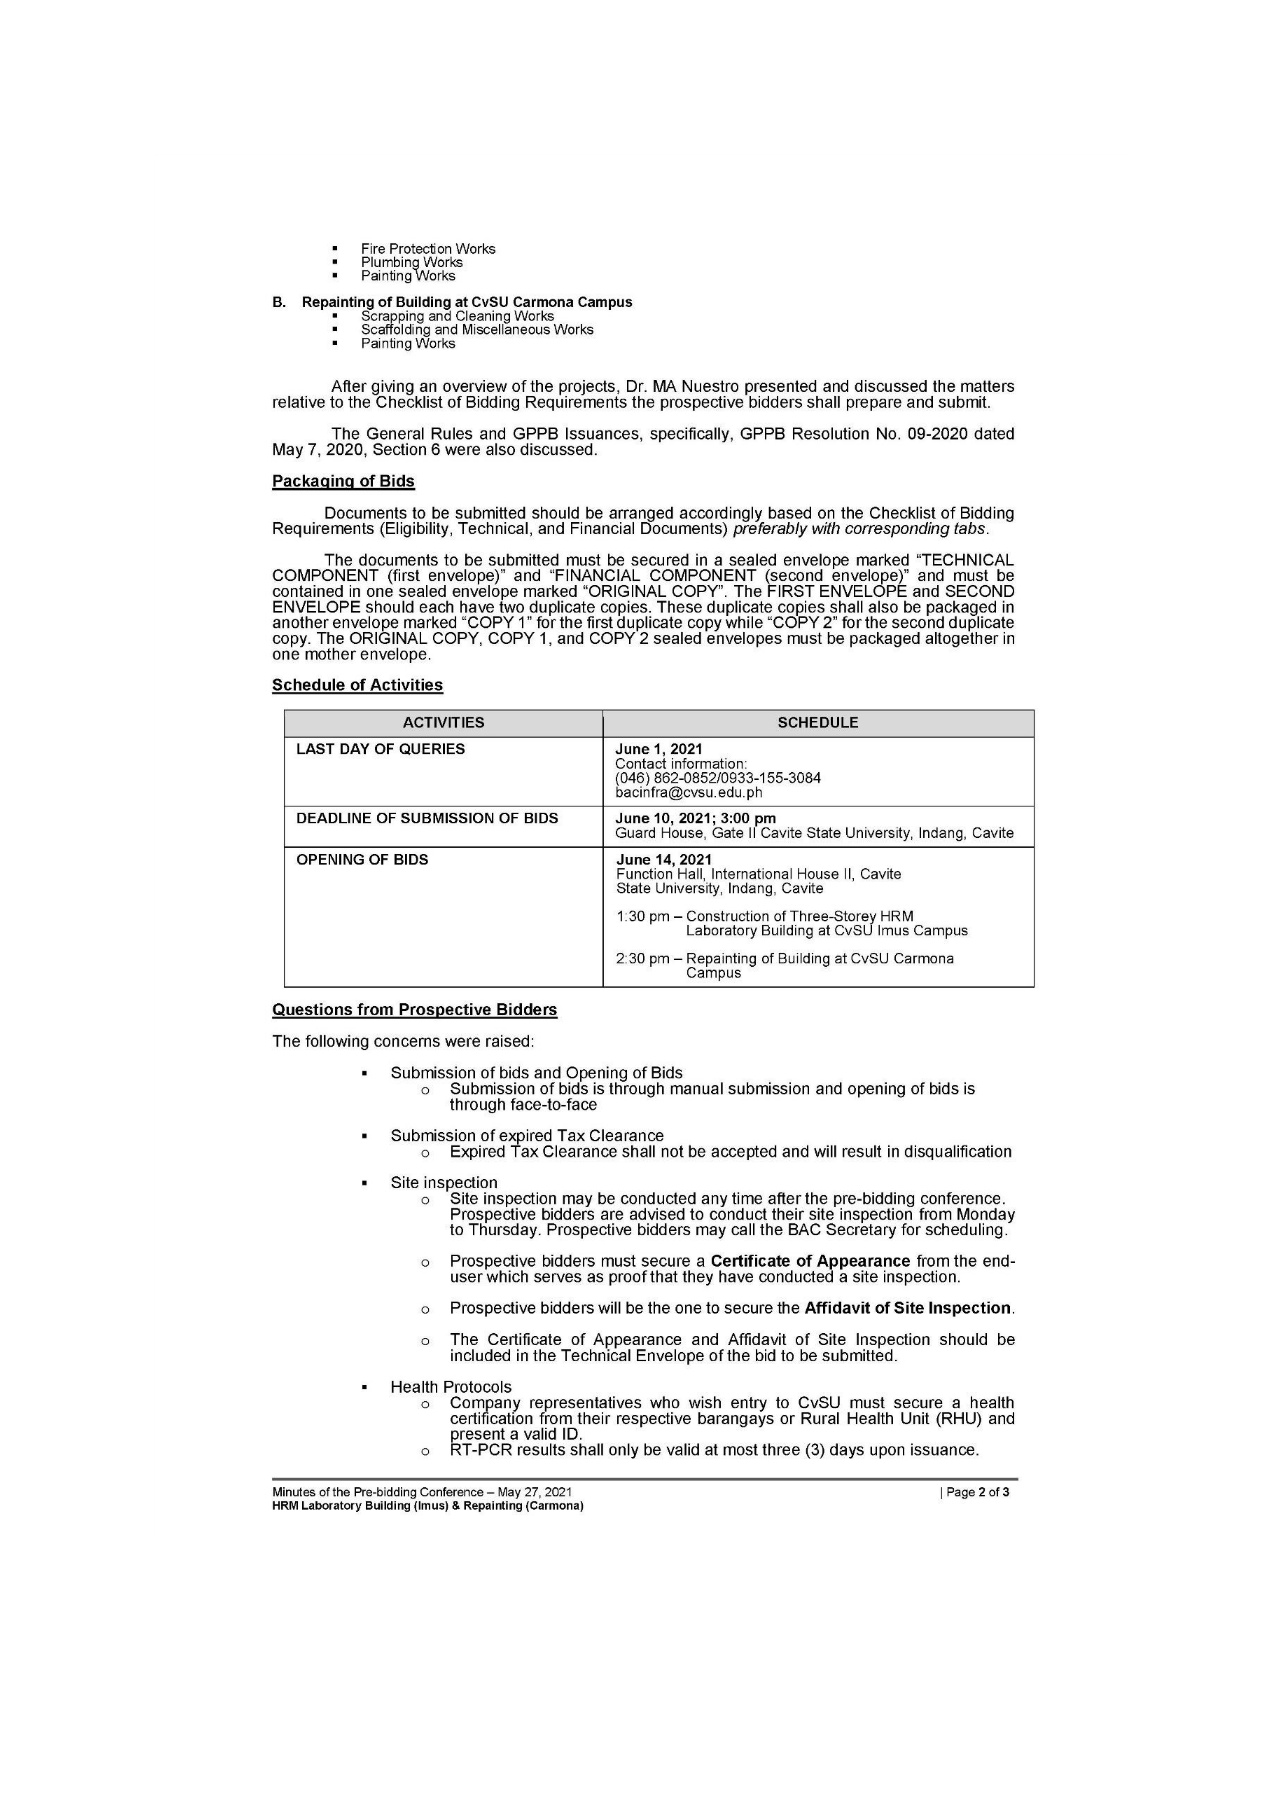 ▪ Fire Protection Works
▪ Plumbing Works
▪ Painting Works
B. Repainting of Building at CvSU Carmona Campus
▪ Scrapping and Cleaning Works
▪ Scaffolding and Miscellaneous Works
▪ Painting Works
After giving an overview of the projects, Dr. MA Nuestro presented and discussed the matters
relative to the Checklist of Bidding Requirements the prospective bidders shall prepare and submit.
The General Rules and GPPB Issuances, specifically, GPPB Resolution No. 09-2020 dated
May 7, 2020, Section 6 were also discussed.
Packaging of Bids
Documents to be submitted should be arranged accordingly based on the Checklist of Bidding
Requirements (Eligibility, Technical, and Financial Documents) preferably with corresponding tabs.
The documents to be submitted must be secured in a sealed envelope marked “TECHNICAL
COMPONENT (first envelope)” and “FINANCIAL COMPONENT (second envelope)” and must be
contained in one sealed envelope marked “ORIGINAL COPY”. The FIRST ENVELOPE and SECOND
ENVELOPE should each have two duplicate copies. These duplicate copies shall also be packaged in
another envelope marked “COPY 1” for the first duplicate copy while “COPY 2” for the second duplicate
copy. The ORIGINAL COPY, COPY 1, and COPY 2 sealed envelopes must be packaged altogether in
one mother envelope.
Schedule of Activities
ACTIVITIES SCHEDULE
LAST DAY OF QUERIES June 1, 2021
Contact information:
(046) 862-0852/0933-155-3084
bacinfra@cvsu.edu.ph
DEADLINE OF SUBMISSION OF BIDS June 10, 2021; 3:00 pm
Guard House, Gate II Cavite State University, Indang, Cavite
OPENING OF BIDS June 14, 2021
Function Hall, International House II, Cavite
State University, Indang, Cavite
1:30 pm – Construction of Three-Storey HRM
Laboratory Building at CvSU Imus Campus
2:30 pm – Repainting of Building at CvSU Carmona
Campus
Questions from Prospective Bidders
The following concerns were raised:
▪ Submission of bids and Opening of Bids
o Submission of bids is through manual submission and opening of bids is
through face-to-face
▪ Submission of expired Tax Clearance
o Expired Tax Clearance shall not be accepted and will result in disqualification
▪ Site inspection
o Site inspection may be conducted any time after the pre-bidding conference.
Prospective bidders are advised to conduct their site inspection from Monday
to Thursday. Prospective bidders may call the BAC Secretary for scheduling.
o Prospective bidders must secure a Certificate of Appearance from the end-
user which serves as proof that they have conducted a site inspection.
o Prospective bidders will be the one to secure the Affidavit of Site Inspection.
o The Certificate of Appearance and Affidavit of Site Inspection should be
included in the Technical Envelope of the bid to be submitted.
▪ Health Protocols
o Company representatives who wish entry to CvSU must secure a health
certification from their respective barangays or Rural Health Unit (RHU) and
present a valid ID.
o RT-PCR results shall only be valid at most three (3) days upon issuance.
Minutes of the Pre-bidding Conference – May 27, 2021 | Page 2 of 3
HRM Laboratory Building (Imus) & Repainting (Carmona)